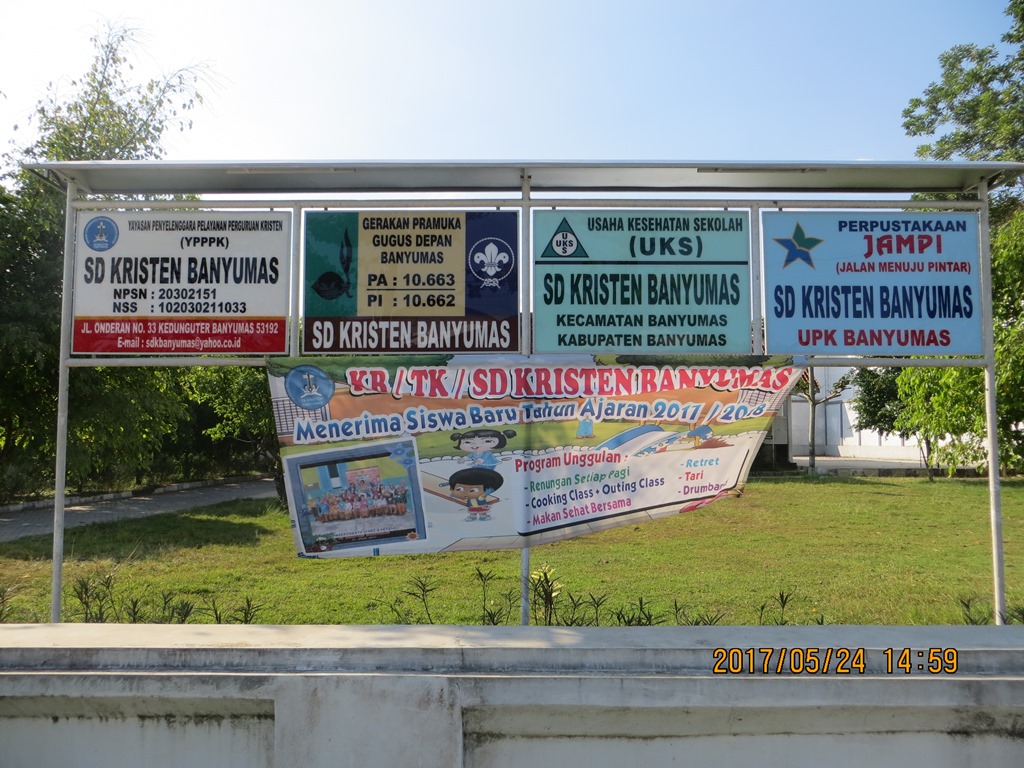 YAYASAN PENYELENGGARA PELAYANAN PERGURUAN KRISTEN
(YPPPK)
SD KRISTEN BANYUMAS
NPSN : 20302151
NSS : 102030211033
JL. ONDERAN NO. 33 KEDUNGUTER BANYUMAS 53192
E-mail : sdkbanyumas@yahoo.co.id
GERAKAN PRAMUKA
GUGUS DEPAN
BANYUMAS
PA : 10.663
PI : 10.662
SD KRISTEN BANYUMAS
UKS
USAHA KESEHATAN SEKOLAH
(UKS)
SD KRISTEN BANYUMAS
KECAMATAN BANYUMAS
KABUPATEN BANYUMAS
PERPUSTAKAAN
JAMPI
(JALAN MENUJU PINTAR)
SD KRISTEN BANYUMAS
UPK BANYUMAS
KB / TK / SD KRISTEN BANYUMAS
Menerima Siswa Baru Tahun Ajaran 2017 / 2018
Program Unggulan :
- Renungan Setiap Pagi
- Cooking Class + Outing Class
- Makan Sehat Bersama
- Retret
- Tari
- Drumband
2017/05/24 14:59